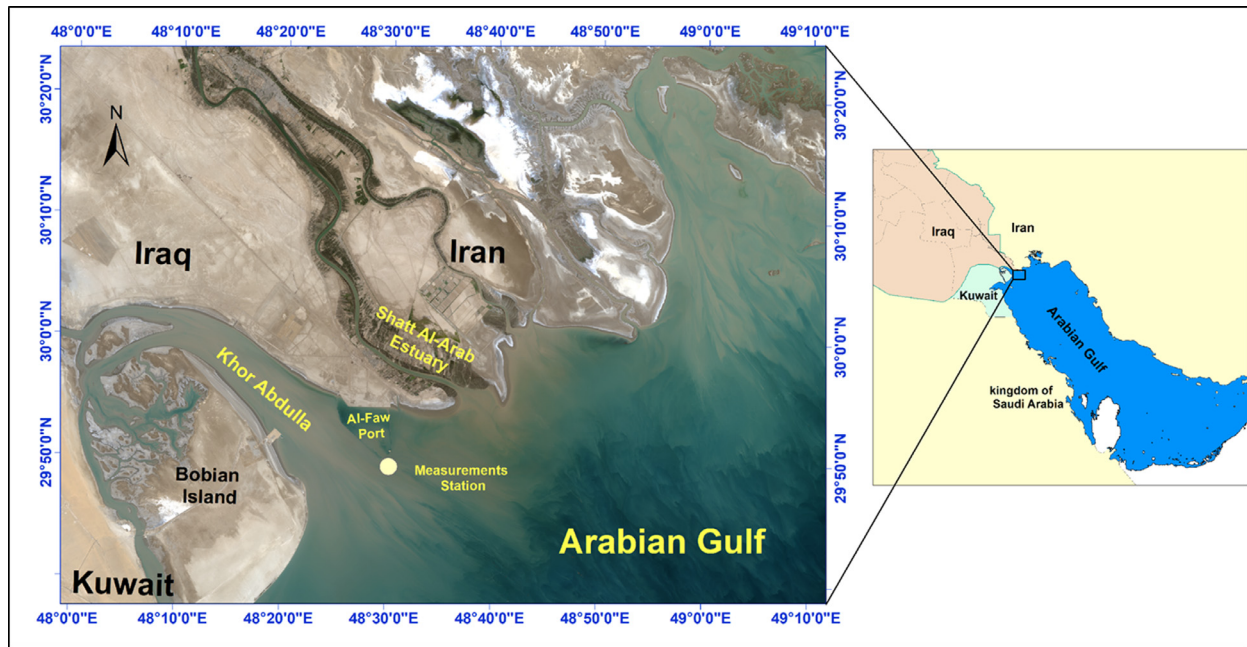 48°0'0"E 48°10'0"E 48°20'0"E 48°30'0"E 48°40'0"E 48°50'0"E 49°0'0"E 49°10'0"E
30°20'0"N
30°10'0"N
30°0'0"N
29°50'0"N
N
Iraq
Iran
Shatt Al-Arab
Estuary
Khor Abdulla
Al-Faw
Port
Measurements
Station
Bobian
Island
Arabian Gulf
Kuwait
30°20'0"N
30°10'0"N
30°0'0"N
29°50'0"N
48°0'0"E 48°10'0"E 48°20'0"E 48°30'0"E 48°40'0"E 48°50'0"E 49°0'0"E 49°10'0"E
Iraq
Iran
Kuwait
Arabian Gulf
kingdom of
Saudi Arabia